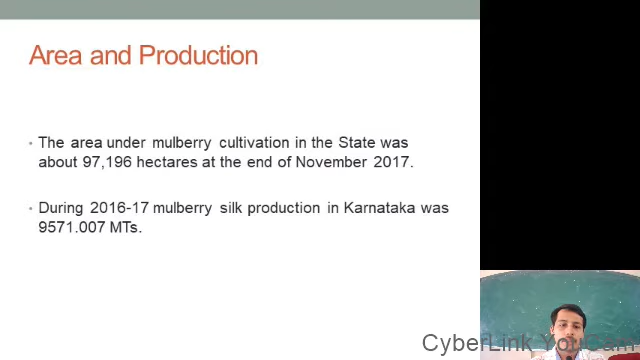 Area and Production
• The area under mulberry cultivation in the State was
about 97,196 hectares at the end of November 2017.
• During 2016-17 mulberry silk production in Karnataka was
9571.007 MTs.
CyberLink YouCam